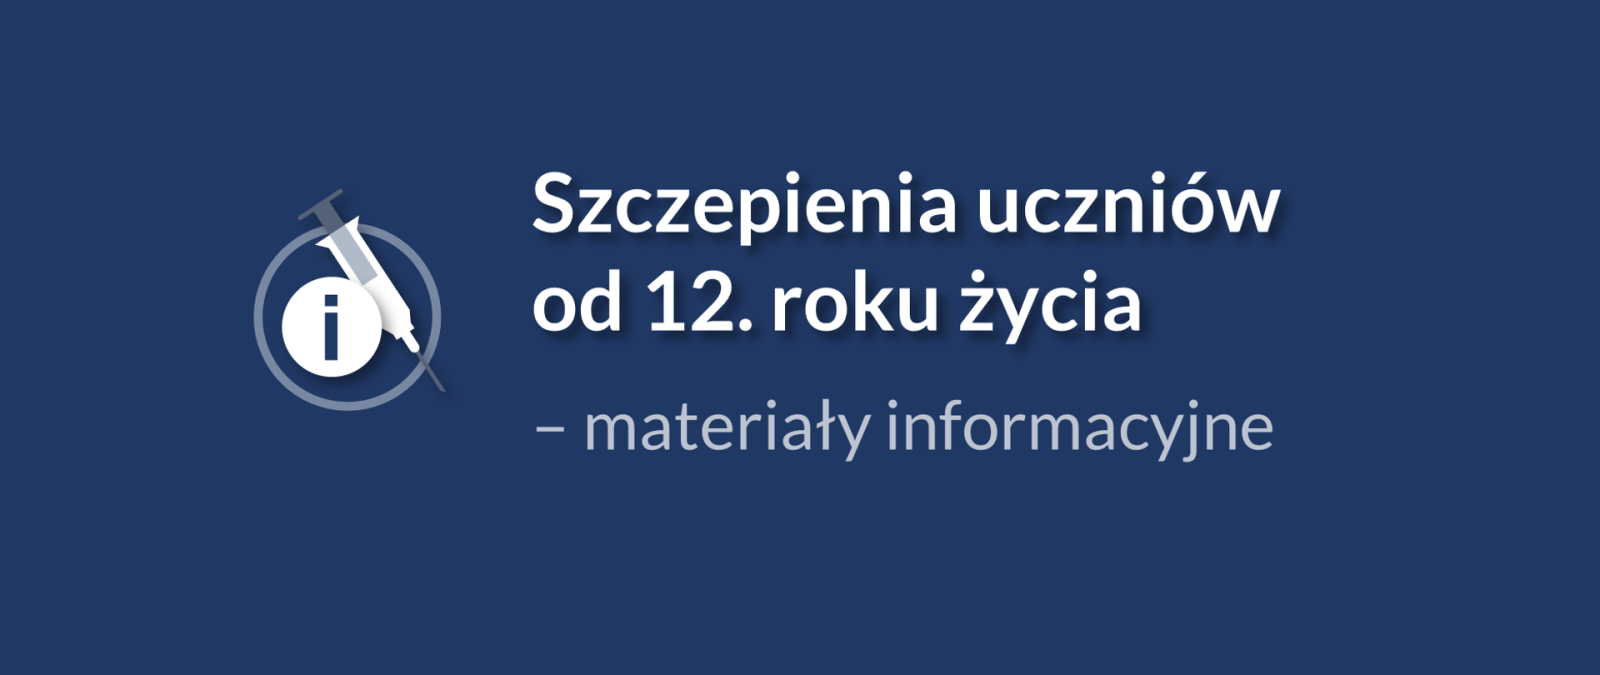 Szczepienia uczniów
od 12. roku życia
– materiały informacyjne
i